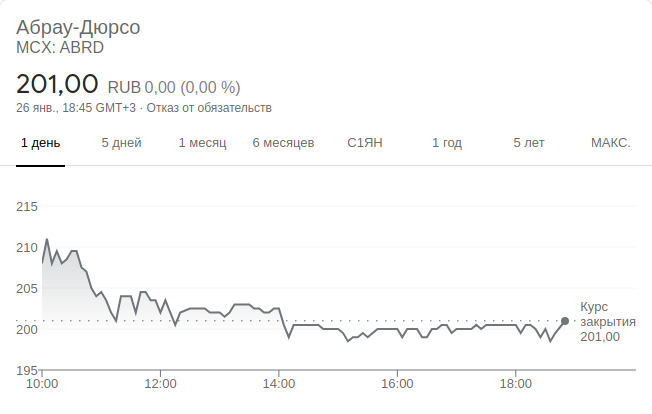 Абрау-Дюрсо
MCX: ABRD
201,00 RUB 0,00 (0,00 %)
26 янв., 18:45 GMT+3 · Отказ от обязательств
1 день 5 дней 1 месяц 6 месяцев С1ЯН 1 год 5 лет МАКС.
215
210
205
200
195
Курс
закрытия
201,00
10:00 12:00 14:00 16:00 18:00